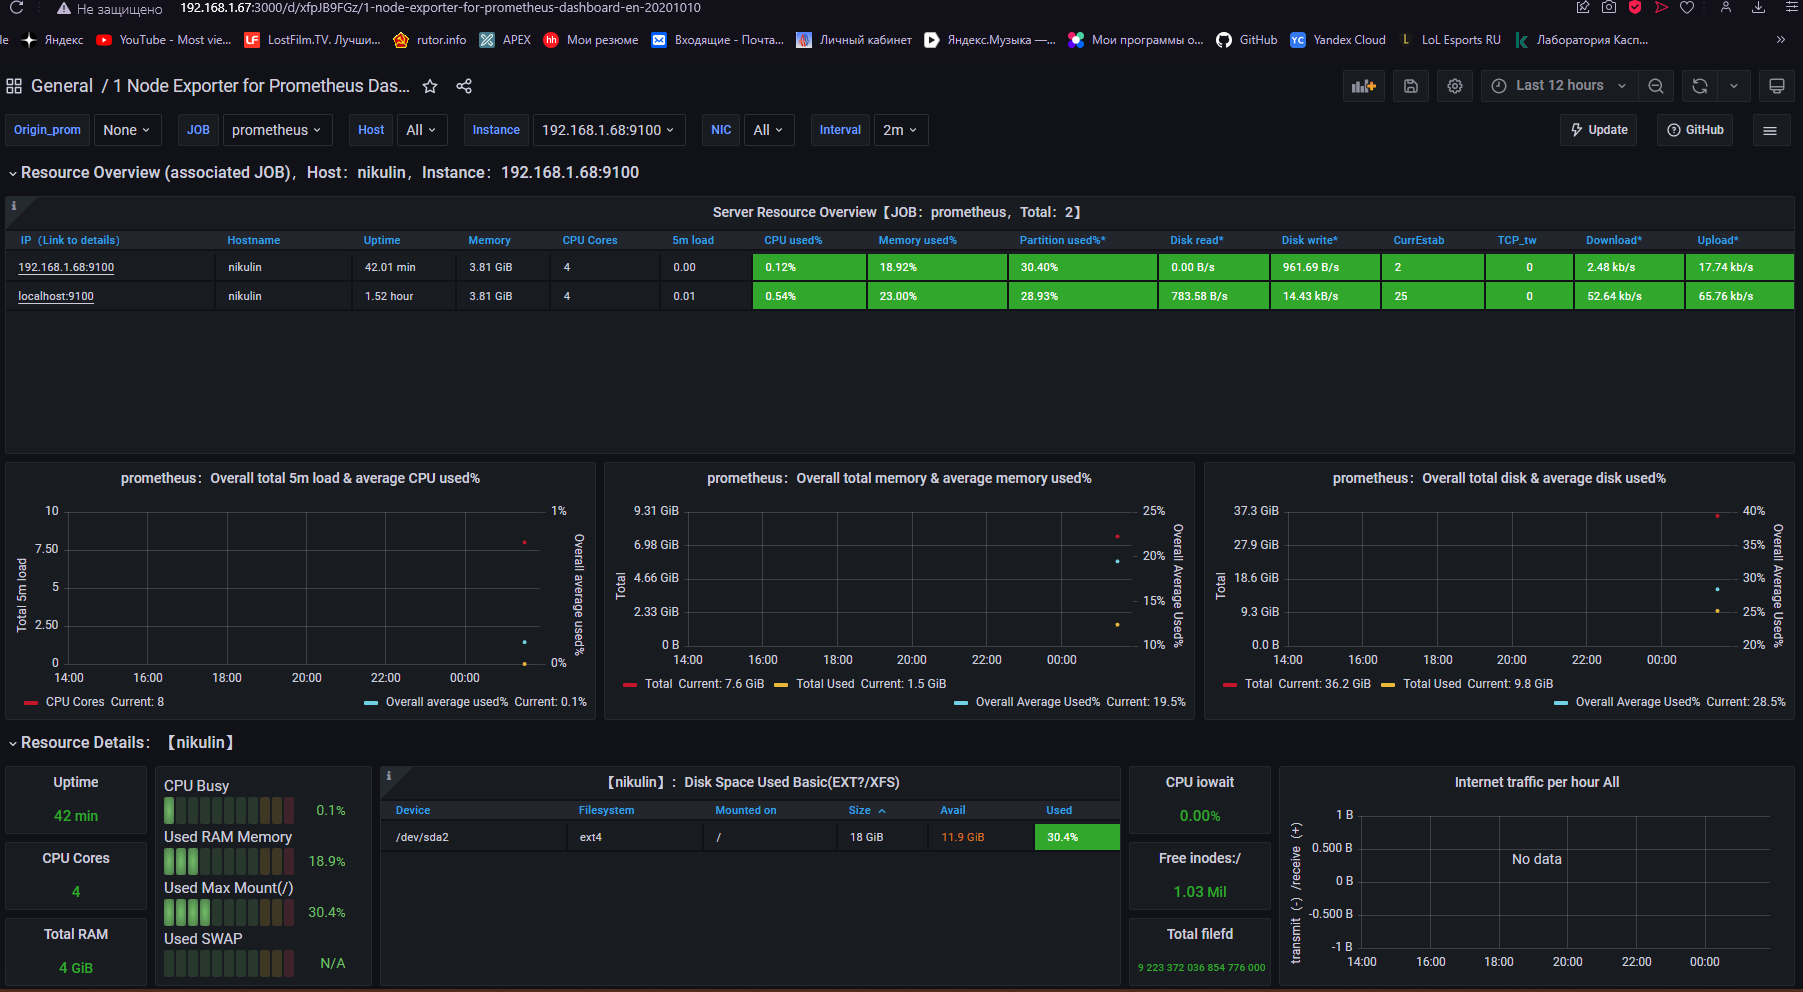 Не защищено 192.168.1.67:3000/d/xfpJB9FGz/1-node-exporter-for-prometheus-dashboard-en-20201010
le Яндекс YouTube - Most vie... LostFilm.TV. Лучши... rutor.info APEX Мои резюме Входящие - Почта... Личный кабинет Яндекс.Музыка —... Мои программы о... GitHub Yandex Cloud LoL Esports RU Лаборатория Касп... »
General / 1 Node Exporter for Prometheus Das... Last 12 hours
Origin_prom None JOB prometheus Host All Instance 192.168.1.68:9100 NIC All Interval 2m Update GitHub
Resource Overview (associated JOB)，Host：nikulin，Instance：192.168.1.68:9100
Server Resource Overview【JOB：prometheus，Total：2】
IP（Link to details） Hostname Uptime Memory CPU Cores 5m load CPU used% Memory used% Partition used%* Disk read* Disk write* CurrEstab TCP_tw Download* Upload*
192.168.1.68:9100 nikulin 42.01 min 3.81 GiB 4 0.00 0.12% 18.92% 30.40% 0.00 B/s 961.69 B/s 2 0 2.48 kb/s 17.74 kb/s
localhost:9100 nikulin 1.52 hour 3.81 GiB 4 0.01 0.54% 23.00% 28.93% 783.58 B/s 14.43 kB/s 25 0 52.64 kb/s 65.76 kb/s
prometheus：Overall total 5m load & average CPU used%
10
7.50
5
2.50
0
1%
0%
Total 5m load
Overall average used%
14:00 16:00 18:00 20:00 22:00 00:00
CPU Cores Current: 8 Overall average used% Current: 0.1%
prometheus：Overall total memory & average memory used%
9.31 GiB
6.98 GiB
4.66 GiB
2.33 GiB
0 B
25%
20%
15%
10%
Total
Overall Average Used%
14:00 16:00 18:00 20:00 22:00 00:00
Total Current: 7.6 GiB Total Used Current: 1.5 GiB
Overall Average Used% Current: 19.5%
prometheus：Overall total disk & average disk used%
37.3 GiB
27.9 GiB
18.6 GiB
9.3 GiB
0.0 B
40%
35%
30%
25%
20%
Total
Overall Average Used%
14:00 16:00 18:00 20:00 22:00 00:00
Total Current: 36.2 GiB Total Used Current: 9.8 GiB
Overall Average Used% Current: 28.5%
Resource Details：【nikulin】
Uptime
42 min
CPU Cores
4
Total RAM
4 GiB
CPU Busy
0.1%
Used RAM Memory
18.9%
Used Max Mount(/)
30.4%
Used SWAP
N/A
【nikulin】：Disk Space Used Basic(EXT?/XFS)
Device Filesystem Mounted on Size Avail Used
/dev/sda2 ext4 / 18 GiB 11.9 GiB 30.4%
CPU iowait
0.00%
Free inodes:/
1.03 Mil
Total filefd
9 223 372 036 854 776 000
Internet traffic per hour All
1 B
0.500 B
0 B
-0.500 B
-1 B
transmit（-）/receive（+）
No data
14:00 16:00 18:00 20:00 22:00 00:00